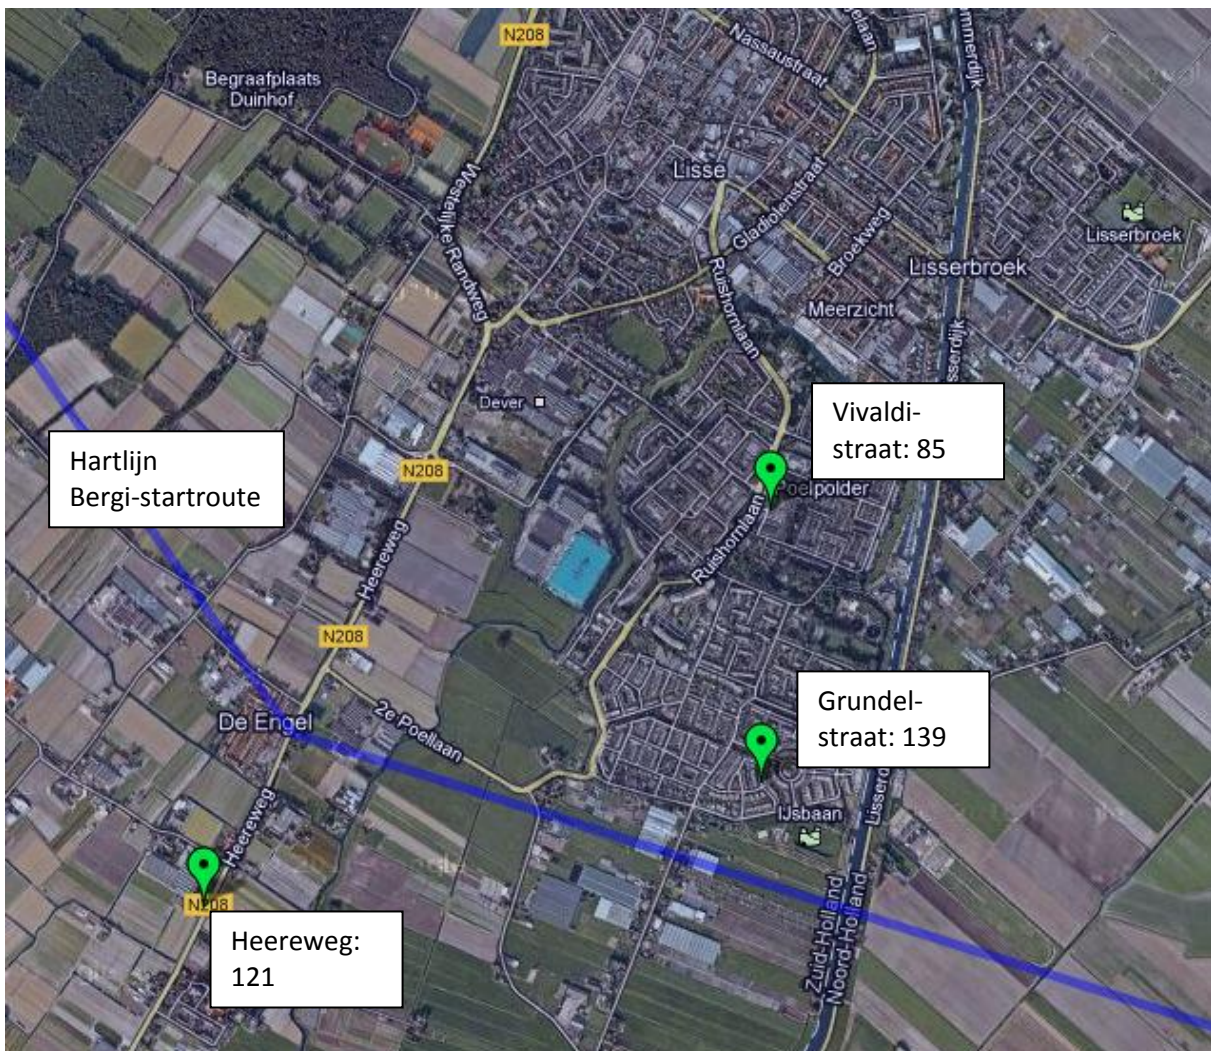 N208
Nassaustraat
Begraafplaats
Duinhof
Westelijke Randweg
Lisse
Gladiolenstraat
Broekweg
Lisserbroek
Lisserbroek
Ruishornlaan
Meerzicht
Dever
Vivaldi-
straat: 85
Hartlijn
Bergi-startroute
N208
Poelpolder
Heereweg
Ruishornlaan
N208
Grundel-
straat: 139
De Engel
2e Poellaan
IJsbaan
Heereweg
N208
Zuid-Holland
Noord-Holland
Heereweg:
121